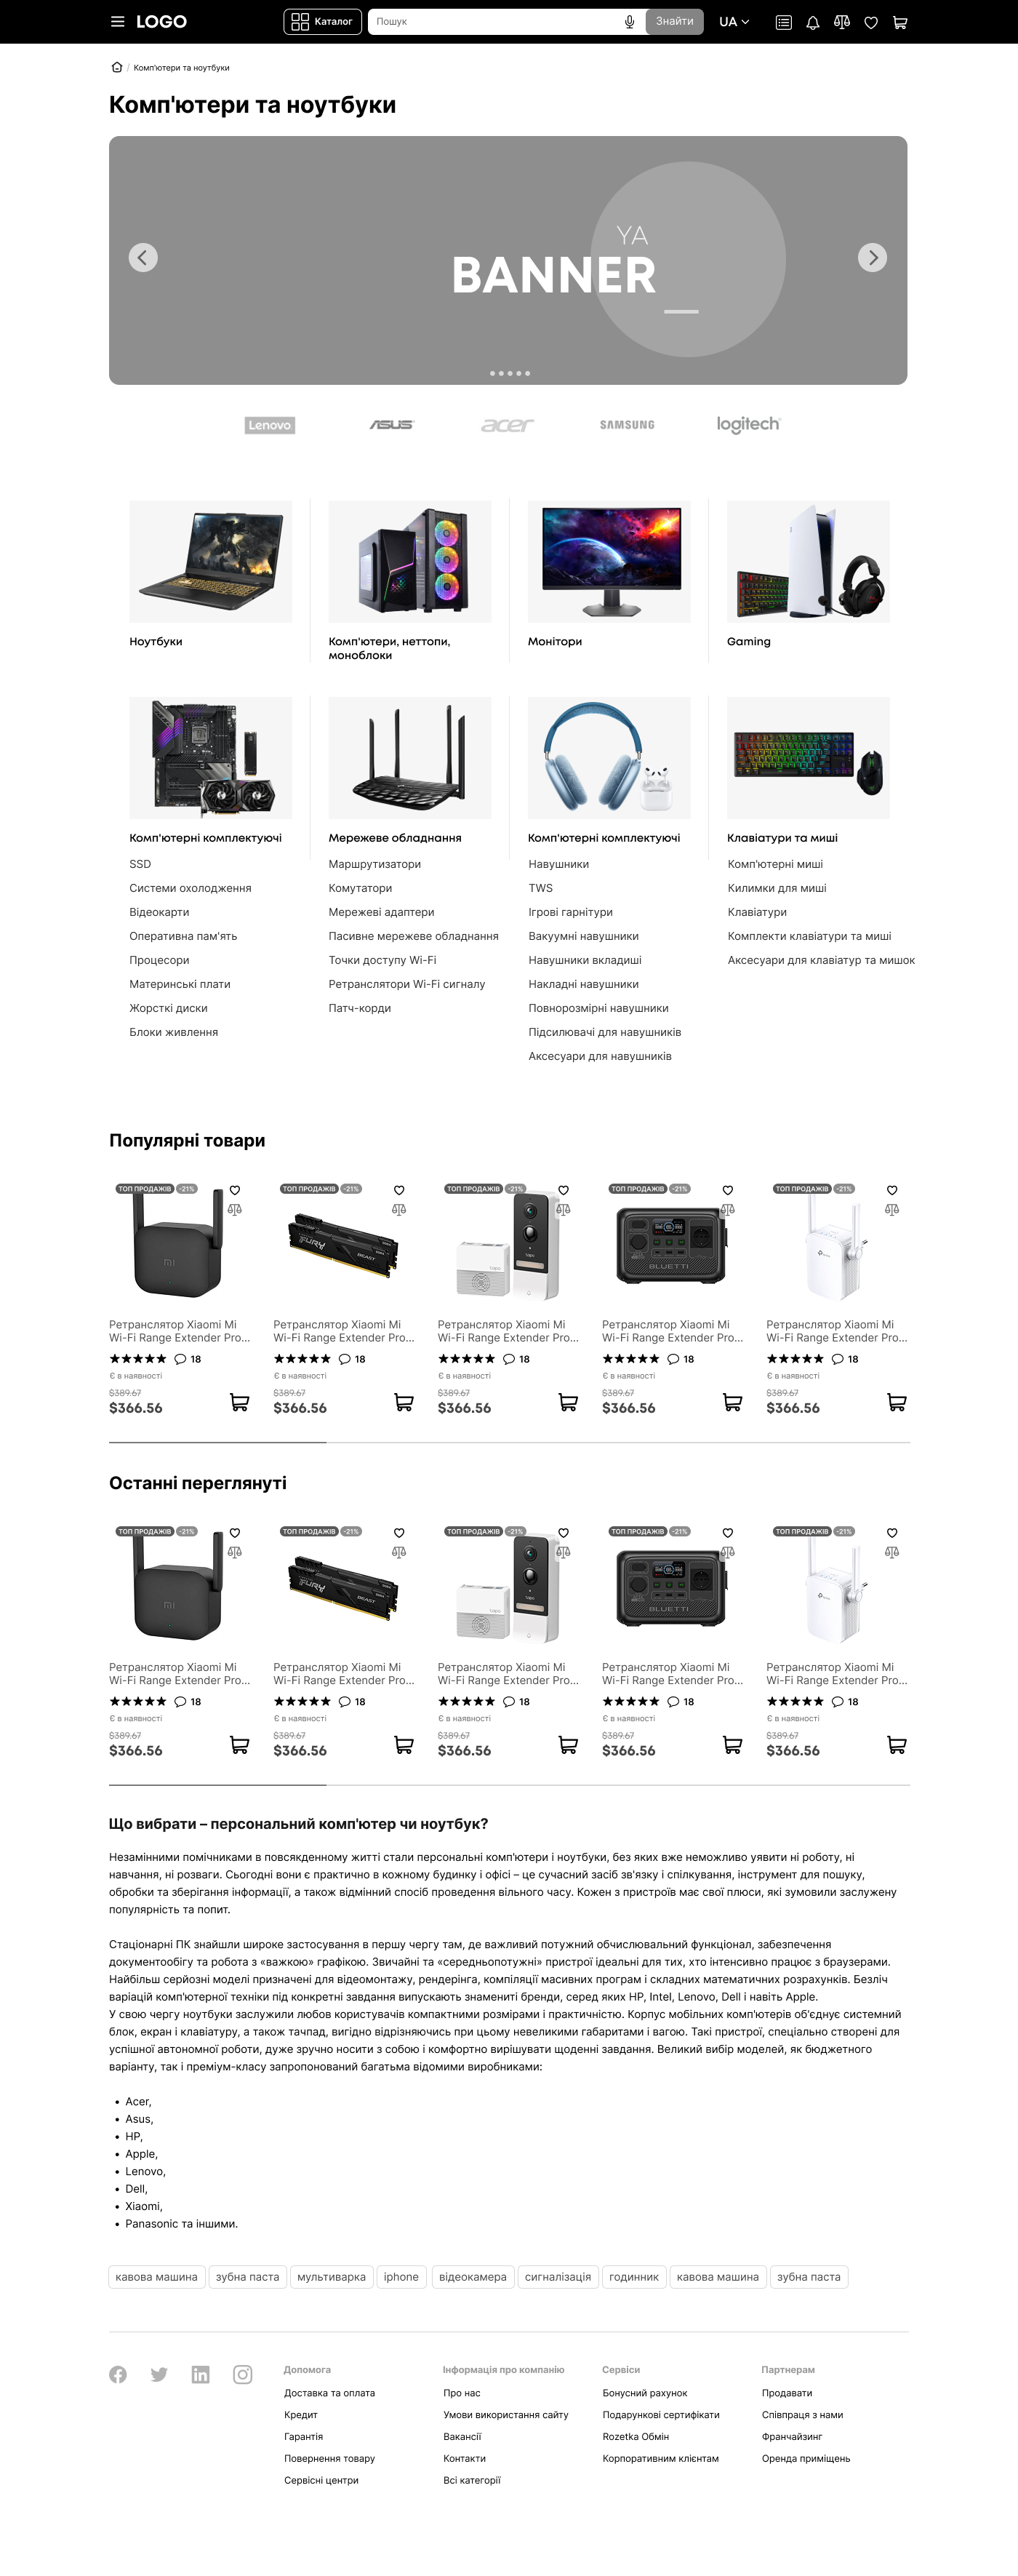 LOGO
Каталог
Пошук
Знайти
UA
/ Комп'ютери та ноутбуки
Комп'ютери та ноутбуки
YA
BANNER
Lenovo
ASUS
acer
SAMSUNG
logitech
Ноутбуки
Комп'ютери, неттопи,
моноблоки
Монітори
Gaming
Комп'ютерні комплектуючі
SSD
Системи охолодження
Відеокарти
Оперативна пам'ять
Процесори
Материнські плати
Жорсткі диски
Блоки живлення
Мережеве обладнання
Маршрутизатори
Комутатори
Мережеві адаптери
Пасивне мережеве обладнання
Точки доступу Wi-Fi
Ретранслятори Wi-Fi сигналу
Патч-корди
Комп'ютерні комплектуючі
Навушники
TWS
Ігрові гарнітури
Вакуумні навушники
Навушники вкладиші
Накладні навушники
Повнорозмірні навушники
Підсилювачі для навушників
Аксесуари для навушників
Клавіатури та миші
Комп'ютерні миші
Килимки для миші
Клавіатури
Комплекти клавіатури та миші
Аксесуари для клавіатур та мишок
Популярні товари
ТОП ПРОДАЖІВ -21%
Ретранслятор Xiaomi Mi
Wi-Fi Range Extender Pro...
18
Є в наявності
$389.67
$366.56
ТОП ПРОДАЖІВ -21%
FURY
BEAST
Ретранслятор Xiaomi Mi
Wi-Fi Range Extender Pro...
18
Є в наявності
$389.67
$366.56
ТОП ПРОДАЖІВ -21%
tapo
Ретранслятор Xiaomi Mi
Wi-Fi Range Extender Pro...
18
Є в наявності
$389.67
$366.56
ТОП ПРОДАЖІВ -21%
BLUETTI
Ретранслятор Xiaomi Mi
Wi-Fi Range Extender Pro...
18
Є в наявності
$389.67
$366.56
ТОП ПРОДАЖІВ -21%
Ретранслятор Xiaomi Mi
Wi-Fi Range Extender Pro...
18
Є в наявності
$389.67
$366.56
Останні переглянуті
ТОП ПРОДАЖІВ -21%
Ретранслятор Xiaomi Mi
Wi-Fi Range Extender Pro...
18
Є в наявності
$389.67
$366.56
ТОП ПРОДАЖІВ -21%
FURY
BEAST
Ретранслятор Xiaomi Mi
Wi-Fi Range Extender Pro...
18
Є в наявності
$389.67
$366.56
ТОП ПРОДАЖІВ -21%
tapo
Ретранслятор Xiaomi Mi
Wi-Fi Range Extender Pro...
18
Є в наявності
$389.67
$366.56
ТОП ПРОДАЖІВ -21%
BLUETTI
Ретранслятор Xiaomi Mi
Wi-Fi Range Extender Pro...
18
Є в наявності
$389.67
$366.56
ТОП ПРОДАЖІВ -21%
Ретранслятор Xiaomi Mi
Wi-Fi Range Extender Pro...
18
Є в наявності
$389.67
$366.56
Що вибрати – персональний комп'ютер чи ноутбук?
Незамінними помічниками в повсякденному житті стали персональні комп'ютери і ноутбуки, без яких вже неможливо уявити ні роботу, ні
навчання, ні розваги. Сьогодні вони є практично в кожному будинку і офісі – це сучасний засіб зв'язку і спілкування, інструмент для пошуку,
обробки та зберігання інформації, а також відмінний спосіб проведення вільного часу. Кожен з пристроїв має свої плюси, які зумовили заслужену
популярність та попит.
Стаціонарні ПК знайшли широке застосування в першу чергу там, де важливий потужний обчислювальний функціонал, забезпечення
документообігу та робота з «важкою» графікою. Звичайні та «середньопотужні» пристрої ідеальні для тих, хто інтенсивно працює з браузерами.
Найбільш серйозні моделі призначені для відеомонтажу, рендерінга, компіляції масивних програм і складних математичних розрахунків. Безліч
варіацій комп'ютерної техніки під конкретні завдання випускають знамениті бренди, серед яких HP, Intel, Lenovo, Dell і навіть Apple.
У свою чергу ноутбуки заслужили любов користувачів компактними розмірами і практичністю. Корпус мобільних комп'ютерів об'єднує системний
блок, екран і клавіатуру, а також тачпад, вигідно відрізняючись при цьому невеликими габаритами і вагою. Такі пристрої, спеціально створені для
успішної автономної роботи, дуже зручно носити з собою і комфортно вирішувати щоденні завдання. Великий вибір моделей, як бюджетного
варіанту, так і преміум-класу запропонований багатьма відомими виробниками:
• Acer,
• Asus,
• HP,
• Apple,
• Lenovo,
• Dell,
• Xiaomi,
• Panasonic та іншими.
кавова машина
зубна паста
мультиварка
iphone
відеокамера
сигналізація
годинник
кавова машина
зубна паста
Допомога
Доставка та оплата
Кредит
Гарантія
Повернення товару
Сервісні центри
Інформація про компанію
Про нас
Умови використання сайту
Вакансії
Контакти
Всі категорії
Сервіси
Бонусний рахунок
Подарункові сертифікати
Rozetka Обмін
Корпоративним клієнтам
Партнерам
Продавати
Співпраця з нами
Франчайзинг
Оренда приміщень